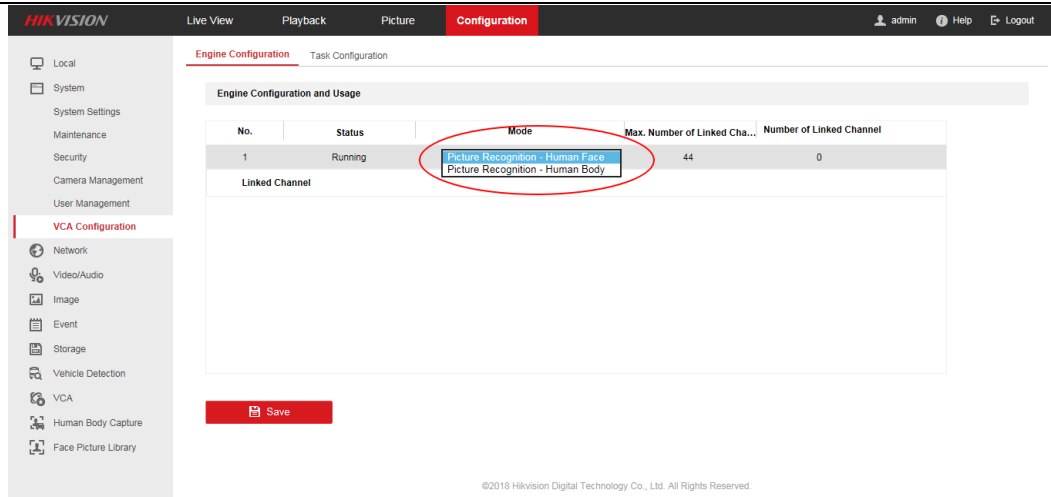 HIKVISION Live View Playback Picture Configuration admin Help Logout
Engine Configuration Task Configuration
Local
System
System Settings
Maintenance
Security
Camera Management
User Management
VCA Configuration
Network
Video/Audio
Image
Event
Storage
Vehicle Detection
VCA
Human Body Capture
Face Picture Library
Engine Configuration and Usage
No. Status Mode Max. Number of Linked Cha... Number of Linked Channel
1 Running Picture Recognition - Human Face 44 0
Picture Recognition - Human Body
Linked Channel
Save
©2018 Hikvision Digital Technology Co., Ltd. All Rights Reserved.